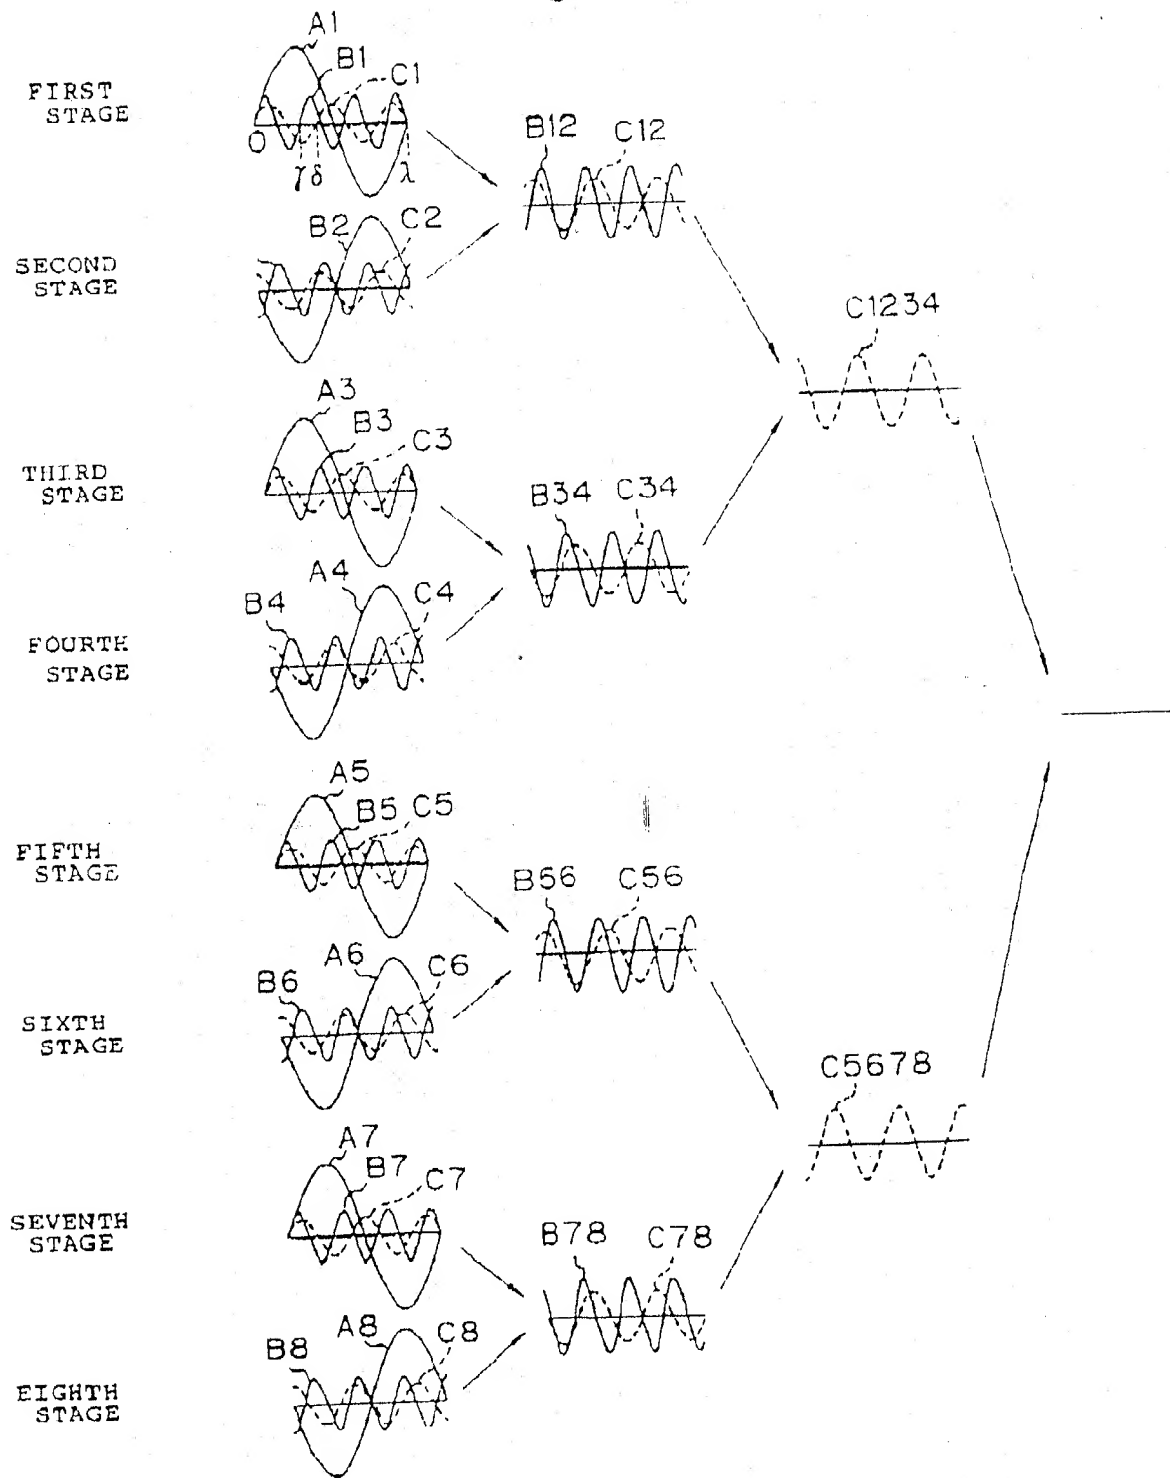 A1
B1
C1
FIRST
STAGE
O
γ δ
λ
B12
C12
B2
C2
SECOND
STAGE
C1234
A3
B3
C3
THIRD
STAGE
B34
C34
A4
B4
C4
FOURTH
STAGE
A5
B5
C5
FIFTH
STAGE
B56
C56
A6
B6
C6
SIXTH
STAGE
C5678
A7
B7
C7
SEVENTH
STAGE
B78
C78
A8
B8
C8
EIGHTH
STAGE